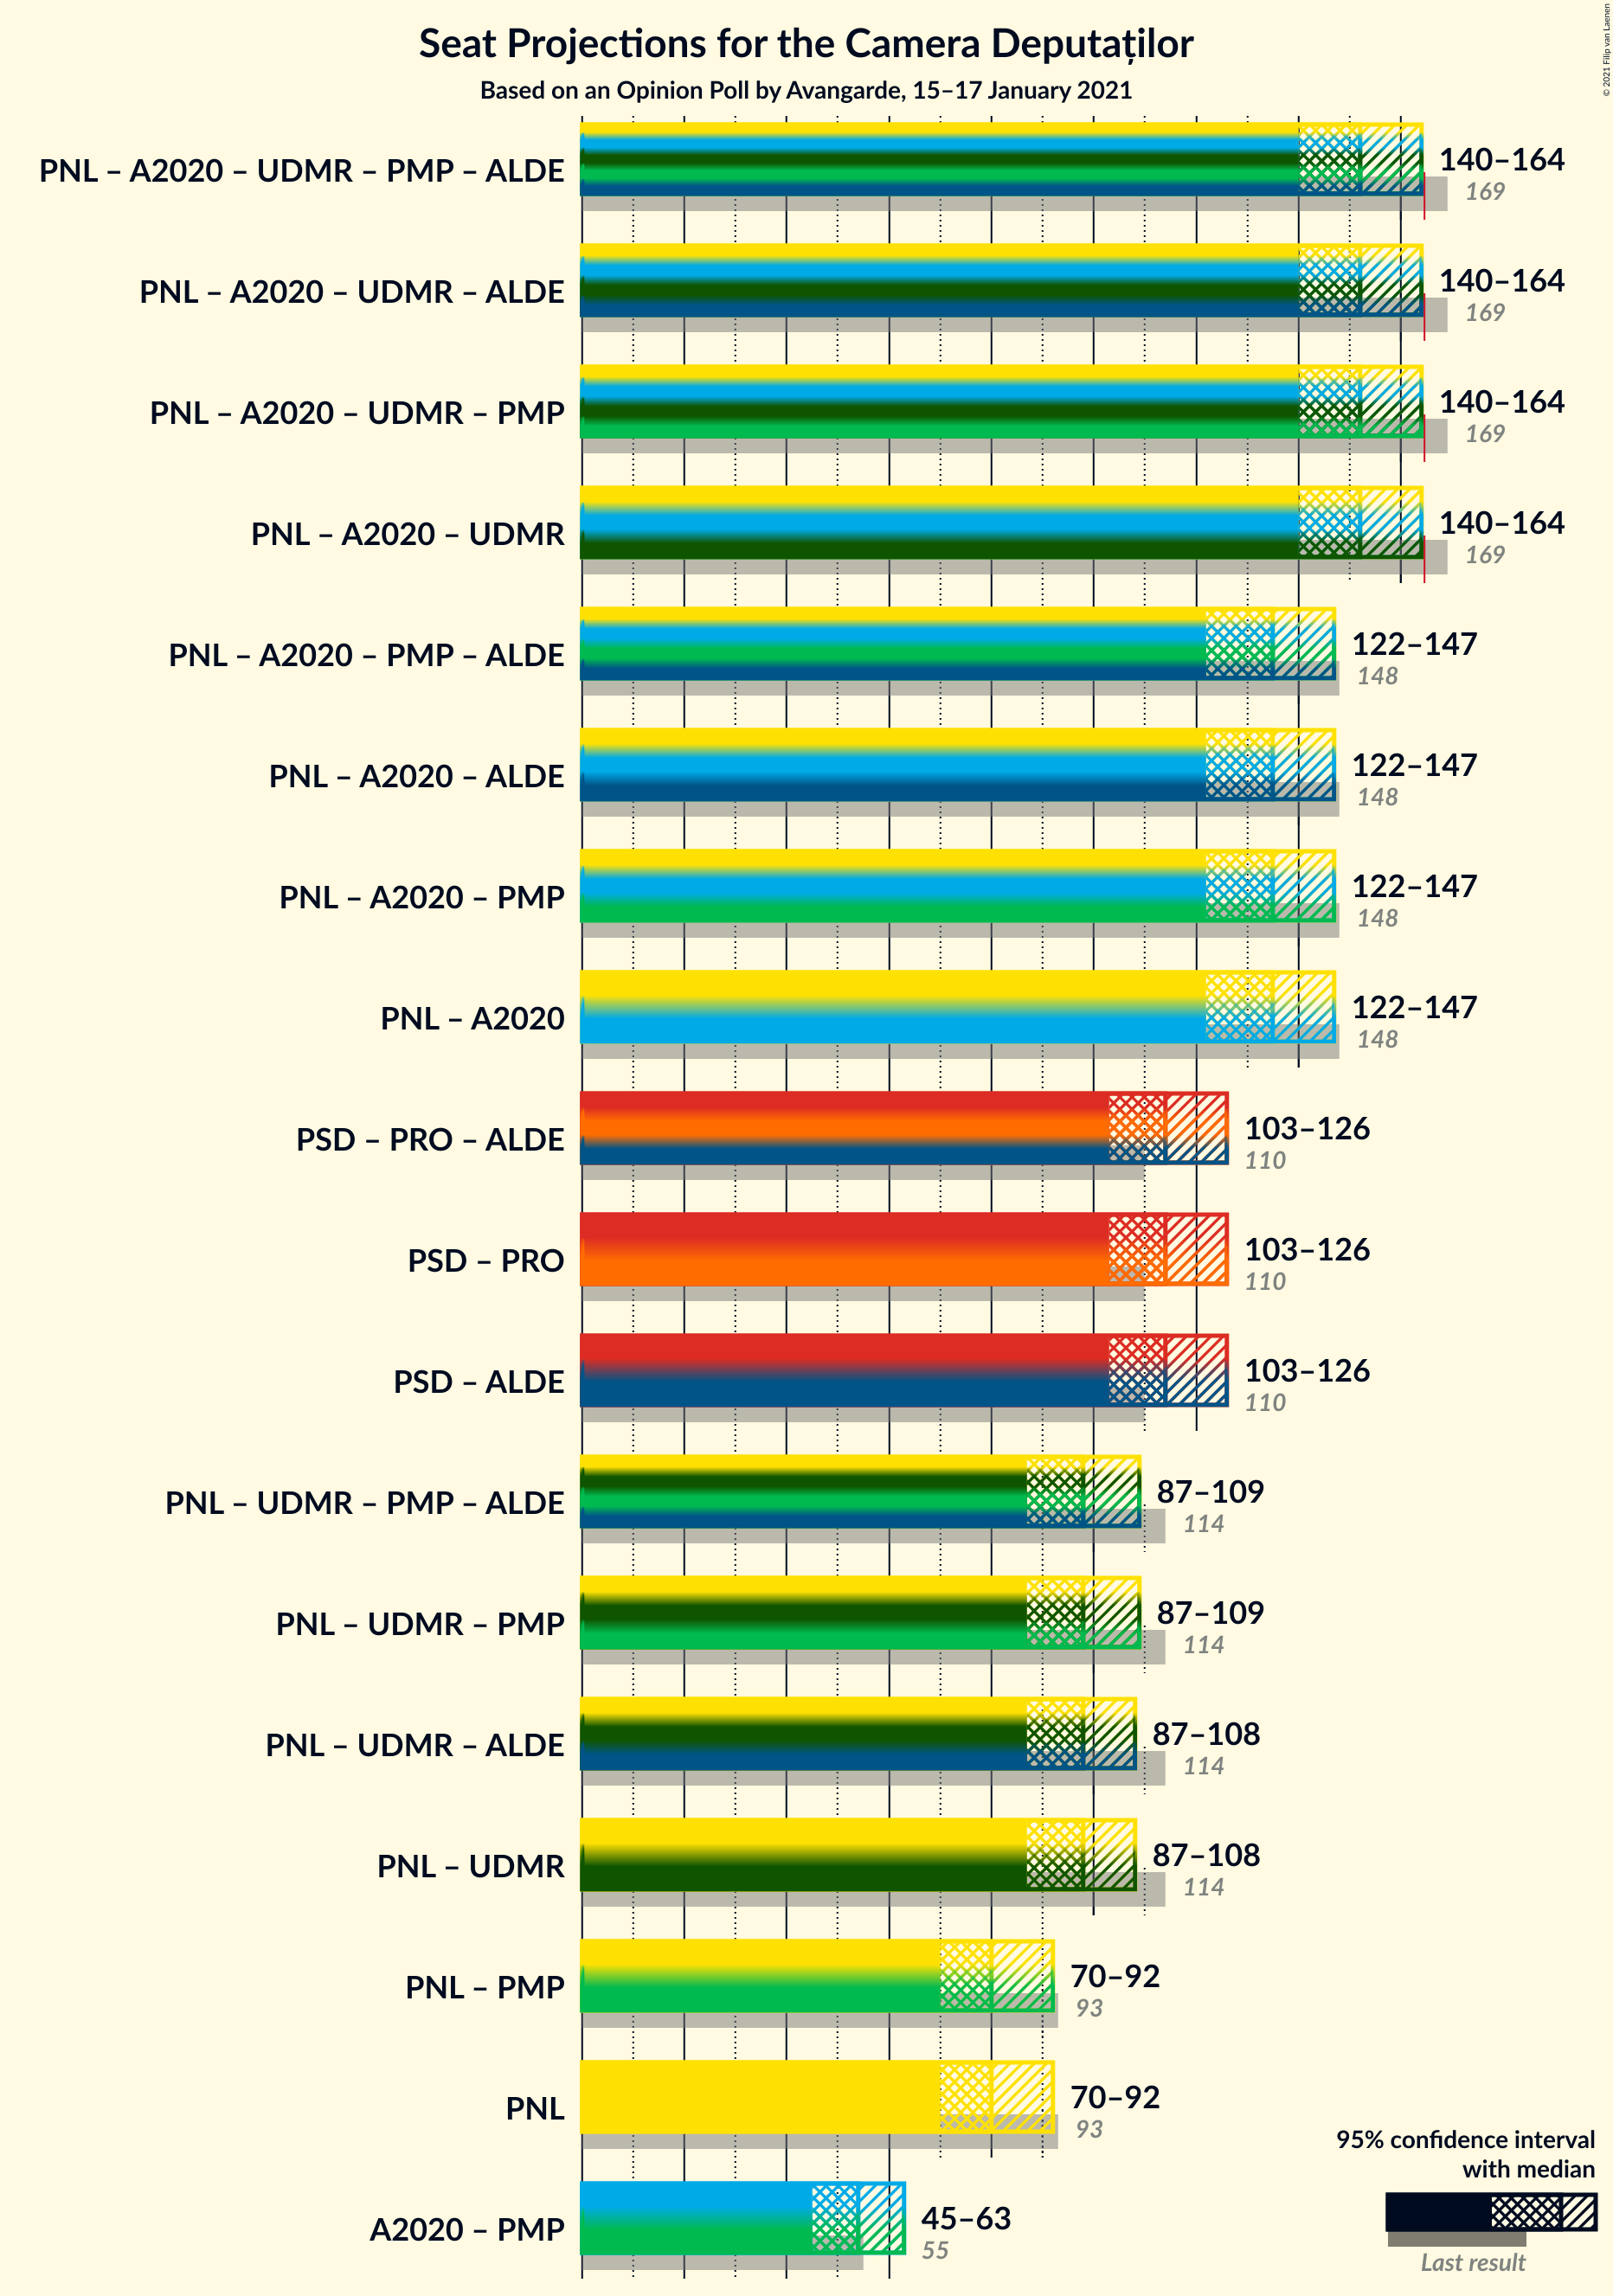 Seat Projections for the Camera Deputaților
Based on an Opinion Poll by Avangarde, 15–17 January 2021
© 2021 Filip van Laenen
PNL – A2020 – UDMR – PMP – ALDE
140–164
169
PNL – A2020 – UDMR – ALDE
140–164
169
PNL – A2020 – UDMR – PMP
140–164
169
PNL – A2020 – UDMR
140–164
169
PNL – A2020 – PMP – ALDE
122–147
148
PNL – A2020 – ALDE
122–147
148
PNL – A2020 – PMP
122–147
148
PNL – A2020
122–147
148
PSD – PRO – ALDE
103–126
110
PSD – PRO
103–126
110
PSD – ALDE
103–126
110
PNL – UDMR – PMP – ALDE
87–109
114
PNL – UDMR – PMP
87–109
114
PNL – UDMR – ALDE
87–108
114
PNL – UDMR
87–108
114
PNL – PMP
70–92
93
PNL
70–92
93
A2020 – PMP
45–63
55
95% confidence interval
with median
Last result